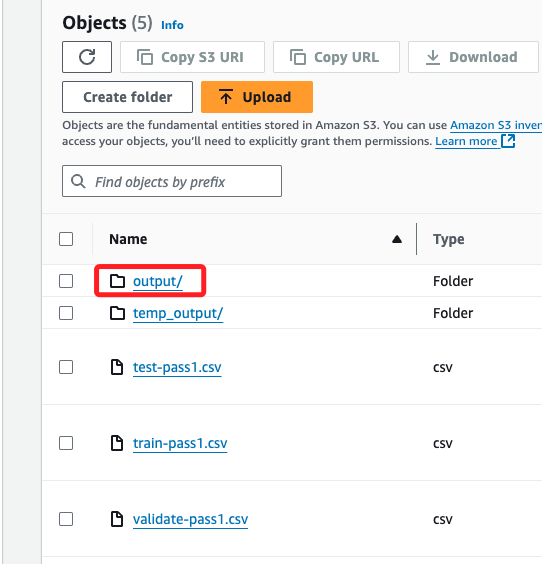 Objects (5) Info
Copy S3 URI Copy URL Download
Create folder Upload
Objects are the fundamental entities stored in Amazon S3. You can use Amazon S3 inven
access your objects, you'll need to explicitly grant them permissions. Learn more
Find objects by prefix
Name Type
output/ Folder
temp_output/ Folder
test-pass1.csv csv
train-pass1.csv csv
validate-pass1.csv csv